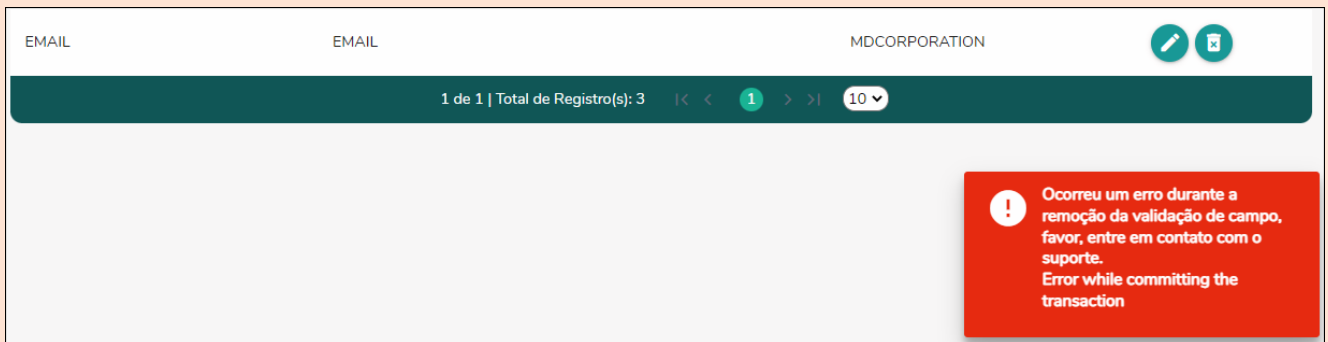 EMAIL EMAIL MDCORPORATION
1 de 1 | Total de Registro(s): 3 |< < 1 > >| 10
Ocorreu um erro durante a
remoção da validação de campo,
favor, entre em contato com o
suporte.
Error while committing the
transaction